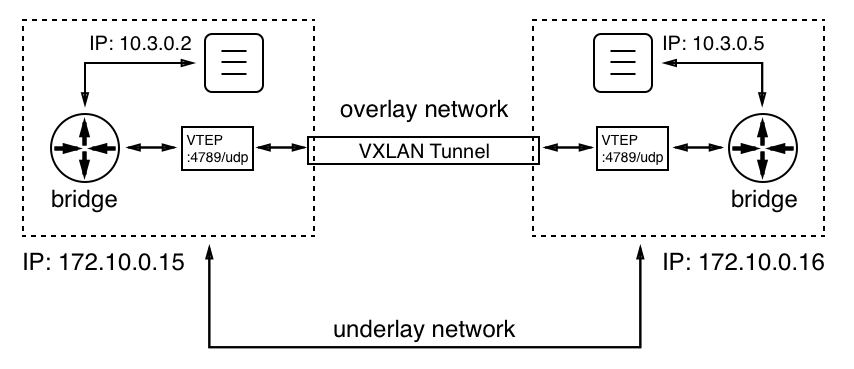 IP: 10.3.0.2
IP: 10.3.0.5
overlay network
VTEP
:4789/udp
VXLAN Tunnel
VTEP
:4789/udp
bridge
bridge
IP: 172.10.0.15
IP: 172.10.0.16
underlay network